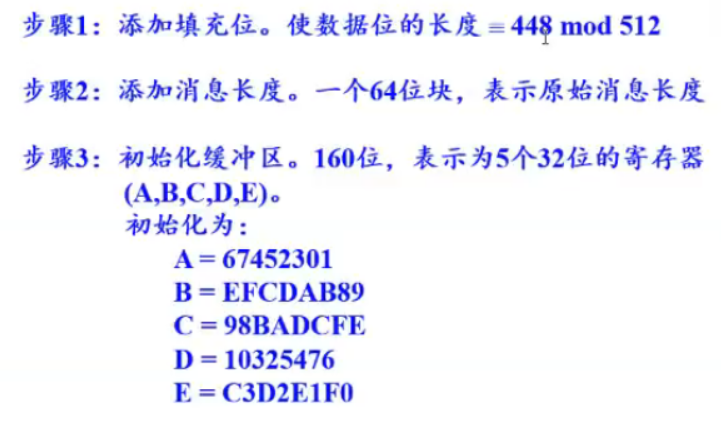 步骤1：添加填充位。使数据位的长度≡448 mod 512
步骤2：添加消息长度。一个64位块，表示原始消息长度
步骤3：初始化缓冲区。160位，表示为5个32位的寄存器
(A,B,C,D,E)。
初始化为：
A = 67452301
B = EFCDAB89
C = 98BADCFE
D = 10325476
E = C3D2E1F0